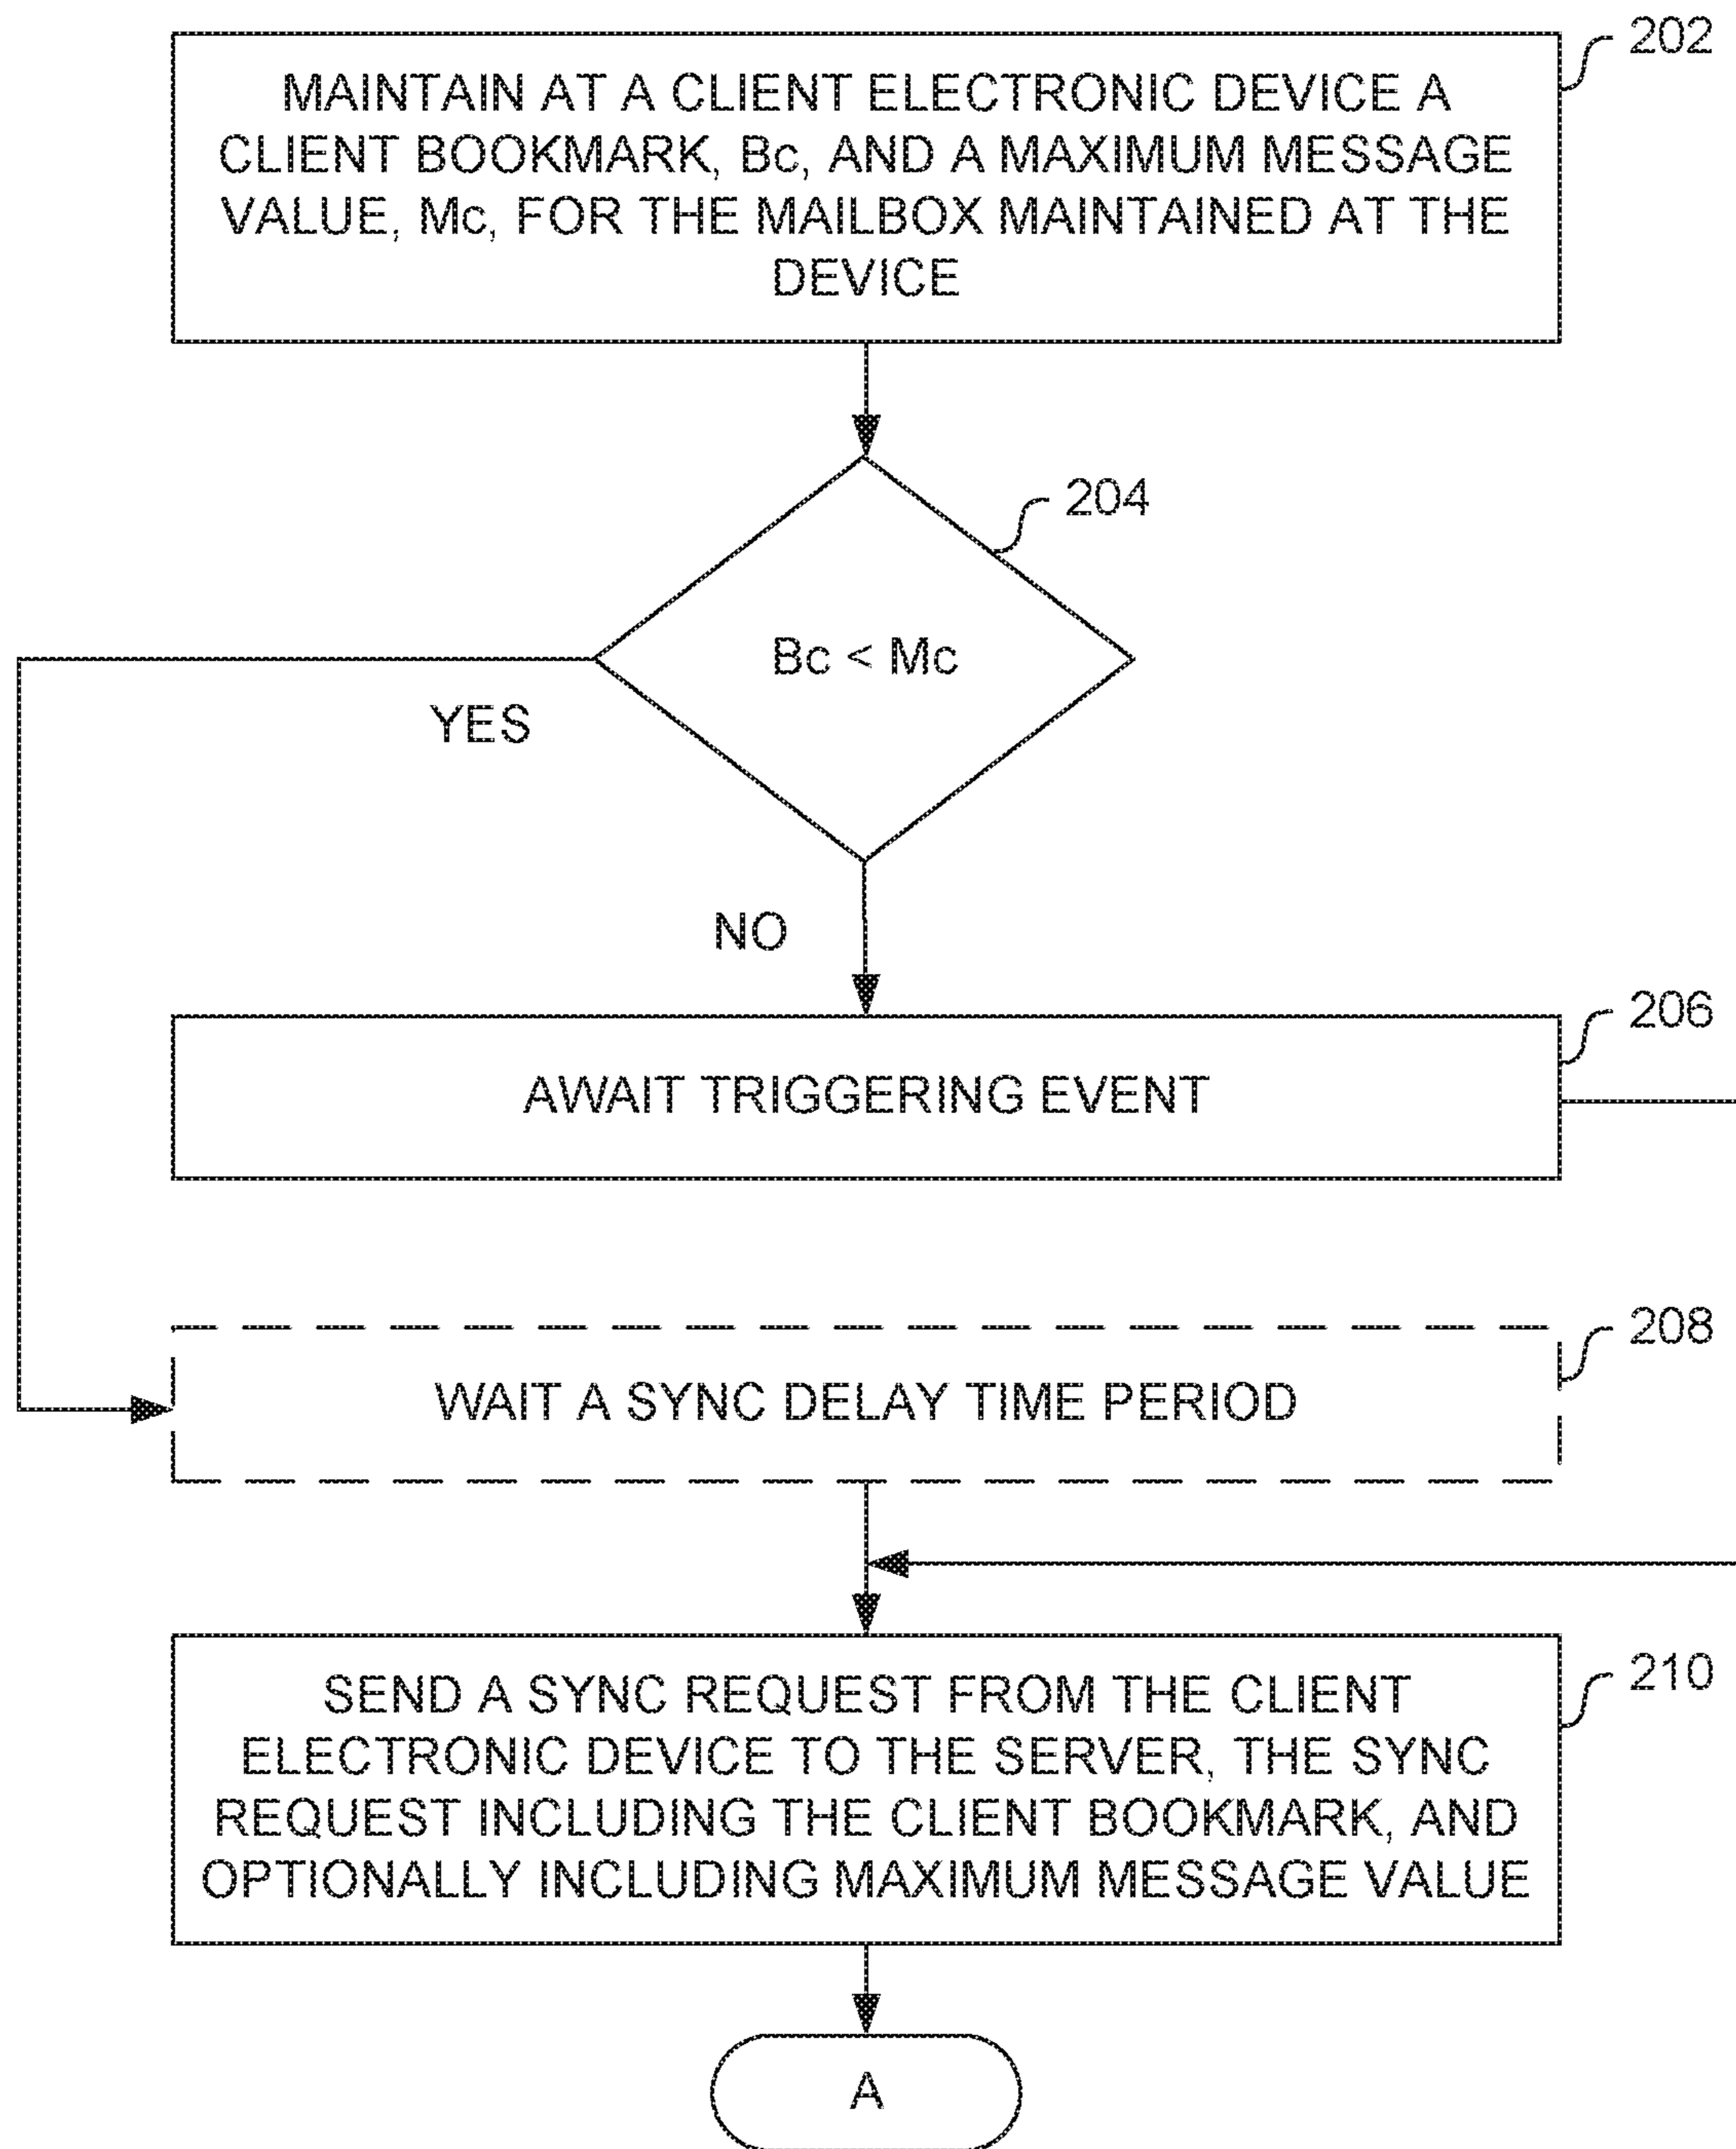 202
MAINTAIN AT A CLIENT ELECTRONIC DEVICE A
CLIENT BOOKMARK, Bc, AND A MAXIMUM MESSAGE
VALUE, Mc, FOR THE MAILBOX MAINTAINED AT THE
DEVICE
204
Bc < Mc
YES
NO
206
AWAIT TRIGGERING EVENT
208
WAIT A SYNC DELAY TIME PERIOD
210
SEND A SYNC REQUEST FROM THE CLIENT
ELECTRONIC DEVICE TO THE SERVER, THE SYNC
REQUEST INCLUDING THE CLIENT BOOKMARK, AND
OPTIONALLY INCLUDING MAXIMUM MESSAGE VALUE
A